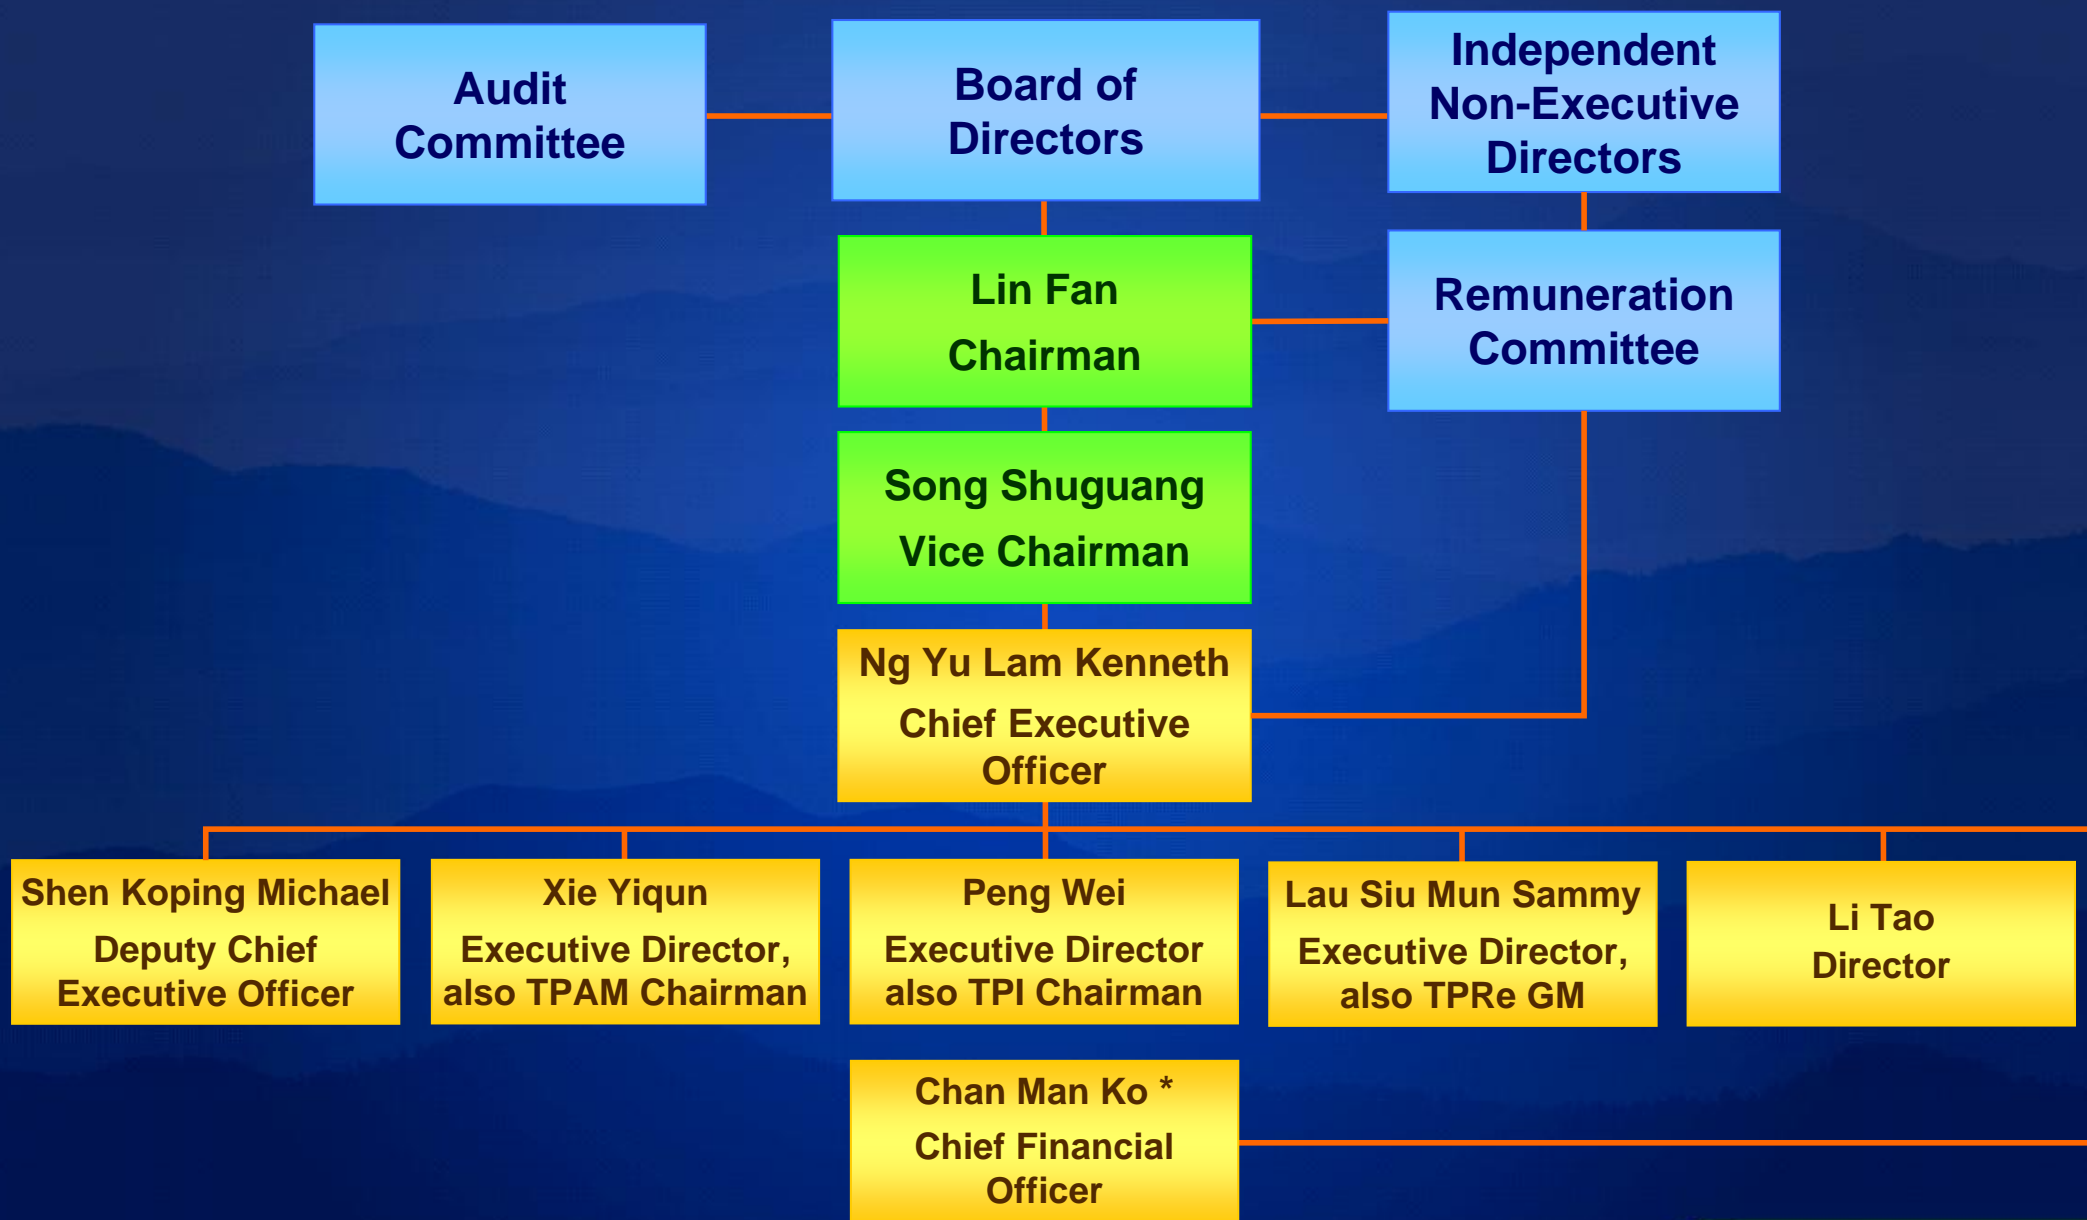 Audit
Committee
Board of
Directors
Independent
Non-Executive
Directors
Lin Fan
Chairman
Remuneration
Committee
Song Shuguang
Vice Chairman
Ng Yu Lam Kenneth
Chief Executive
Officer
Shen Koping Michael
Deputy Chief
Executive Officer
Xie Yiqun
Executive Director,
also TPAM Chairman
Peng Wei
Executive Director
also TPI Chairman
Lau Siu Mun Sammy
Executive Director,
also TPRe GM
Li Tao
Director
Chan Man Ko *
Chief Financial
Officer